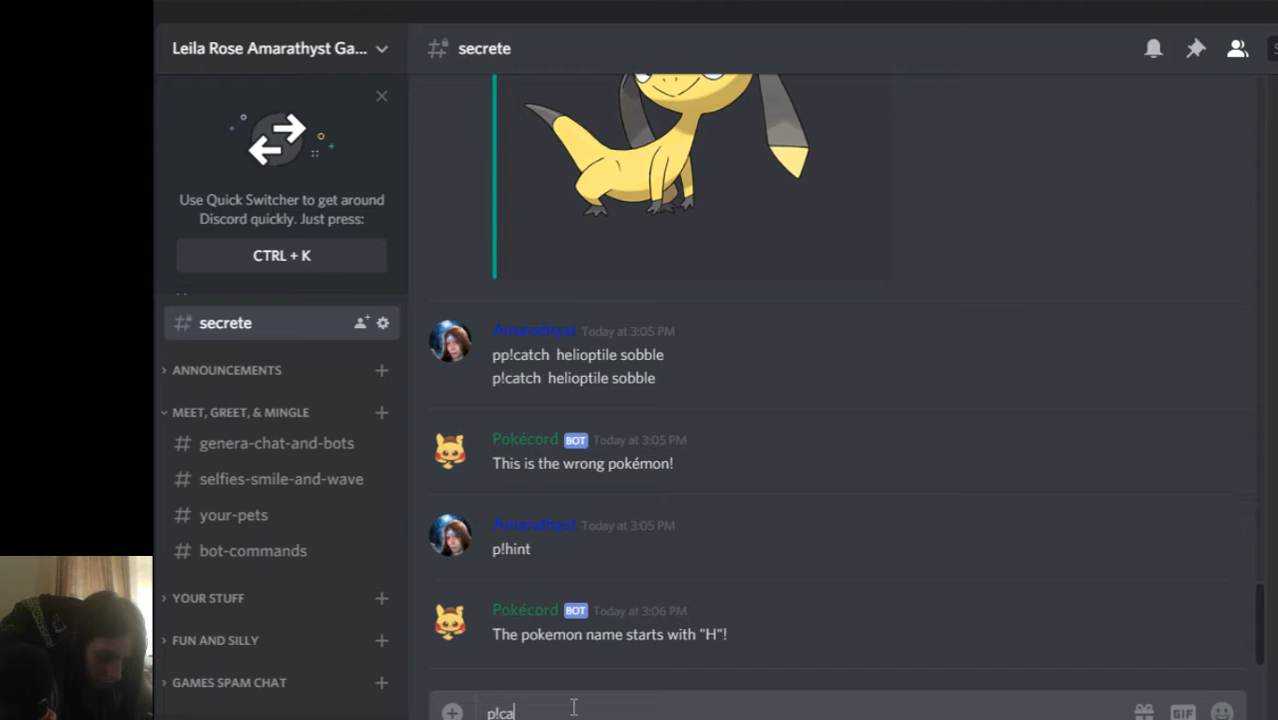 Leila Rose Amarathyst Ga...
secrete
Use Quick Switcher to get around
Discord quickly. Just press:
CTRL + K
secrete
ANNOUNCEMENTS
MEET, GREET, & MINGLE
genera-chat-and-bots
selfies-smile-and-wave
your-pets
bot-commands
YOUR STUFF
FUN AND SILLY
GAMES SPAM CHAT
Amarathyst Today at 3:05 PM
pp!catch helioptile sobble
p!catch helioptile sobble
Pokécord BOT Today at 3:05 PM
This is the wrong pokémon!
Amarathyst Today at 3:05 PM
p!hint
Pokécord BOT Today at 3:06 PM
The pokemon name starts with "H"!
p!ca
GIF